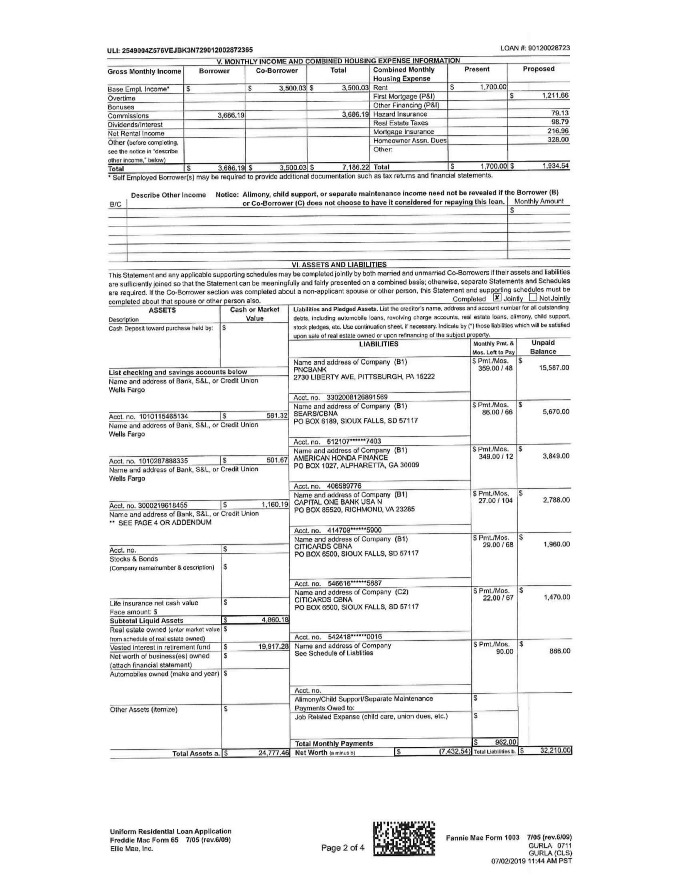 ULI: 2549004Z576VEJBK3N729012002872365 LOAN #: 90120028723
V. MONTHLY INCOME AND COMBINED HOUSING EXPENSE INFORMATION
Gross Monthly Income Borrower Co-Borrower Total Combined Monthly Housing Expense Present Proposed
Base Empl. Income* $ $ 3,500.03 $ 3,500.03 Rent $ 1,700.00
Overtime First Mortgage (P&I) $ 1,211.66
Bonuses Other Financing (P&I)
Commissions 3,686.19 3,686.19 Hazard Insurance 79.13
Dividends/Interest Real Estate Taxes 98.79
Net Rental Income Mortgage Insurance 216.96
Other (before completing, Homeowner Assn. Dues 328.00
see the notice in "describe Other:
other income," below)
Total $ 3,686.19 $ 3,500.03 $ 7,186.22 Total $ 1,700.00 $ 1,934.54
* Self Employed Borrower(s) may be required to provide additional documentation such as tax returns and financial statements.
Describe Other Income Notice: Alimony, child support, or separate maintenance income need not be revealed if the Borrower (B)
B/C or Co-Borrower (C) does not choose to have it considered for repaying this loan. Monthly Amount
$
VI. ASSETS AND LIABILITIES
This Statement and any applicable supporting schedules may be completed jointly by both married and unmarried Co-Borrowers if their assets and liabilities
are sufficiently joined so that the Statement can be meaningfully and fairly presented on a combined basis; otherwise, separate Statements and Schedules
are required. If the Co-Borrower section was completed about a non-applicant spouse or other person, this Statement and supporting schedules must be
completed about that spouse or other person also. Completed X Jointly Not Jointly
ASSETS Cash or Market Value
Description
Cash Deposit toward purchase held by: $
Liabilities and Pledged Assets. List the creditor's name, address and account number for all outstanding
debts, including automobile loans, revolving charge accounts, real estate loans, alimony, child support,
stock pledges, etc. Use continuation sheet, if necessary. Indicate by (*) those liabilities which will be satisfied
upon sale of real estate owned or upon refinancing of the subject property.
LIABILITIES Monthly Pmt. & Mos. Left to Pay Unpaid Balance
List checking and savings accounts below
Name and address of Bank, S&L, or Credit Union
Wells Fargo
Acct. no. 1010115465134 $ 581.32
Name and address of Bank, S&L, or Credit Union
Wells Fargo
Acct. no. 1010287888335 $ 501.67
Name and address of Bank, S&L, or Credit Union
Wells Fargo
Acct. no. 3000219618455 $ 1,160.19
Name and address of Bank, S&L, or Credit Union
** SEE PAGE 4 OR ADDENDUM
Acct. no. $
Stocks & Bonds
(Company name/number & description) $
Life insurance net cash value $
Face amount: $
Subtotal Liquid Assets $ 4,860.18
Real estate owned (enter market value $
from schedule of real estate owned)
Vested interest in retirement fund $ 19,917.28
Net worth of business(es) owned $
(attach financial statement)
Automobiles owned (make and year) $
Other Assets (itemize) $
Total Assets a. $ 24,777.46
Name and address of Company (B1) $ Pmt./Mos. $
PNCBANK 359.00 / 48 15,587.00
2730 LIBERTY AVE, PITTSBURGH, PA 15222
Acct. no. 3302008126891569
Name and address of Company (B1) $ Pmt./Mos. $
SEARS/CBNA 86.00 / 66 5,670.00
PO BOX 6189, SIOUX FALLS, SD 57117
Acct. no. 612107******7403
Name and address of Company (B1) $ Pmt./Mos. $
AMERICAN HONDA FINANCE 349.00 / 12 3,849.00
PO BOX 1027, ALPHARETTA, GA 30009
Acct. no. 406589776
Name and address of Company (B1) $ Pmt./Mos. $
CAPITAL ONE BANK USA N 27.00 / 104 2,788.00
PO BOX 85520, RICHMOND, VA 23285
Acct. no. 414709******5900
Name and address of Company (B1) $ Pmt./Mos. $
CITICARDS CBNA 29.00 / 68 1,960.00
PO BOX 6500, SIOUX FALLS, SD 57117
Acct. no. 546616******5687
Name and address of Company (C2) $ Pmt./Mos. $
CITICARDS CBNA 22.00 / 67 1,470.00
PO BOX 6500, SIOUX FALLS, SD 57117
Acct. no. 542418******0016
Name and address of Company $ Pmt./Mos. $
See Schedule of Liablities 90.00 886.00
Acct. no.
Alimony/Child Support/Separate Maintenance $
Payments Owed to:
Job Related Expense (child care, union dues, etc.) $
Total Monthly Payments $ 962.00
Net Worth (a minus b) $ (7,432.54) Total Liabilities b. $ 32,210.00
Uniform Residential Loan Application
Freddie Mac Form 65 7/05 (rev.6/09)
Ellie Mae, Inc.
Page 2 of 4
Fannie Mae Form 1003 7/05 (rev.6/09)
GURLA 0711
GURLA (CLS)
07/02/2019 11:44 AM PST